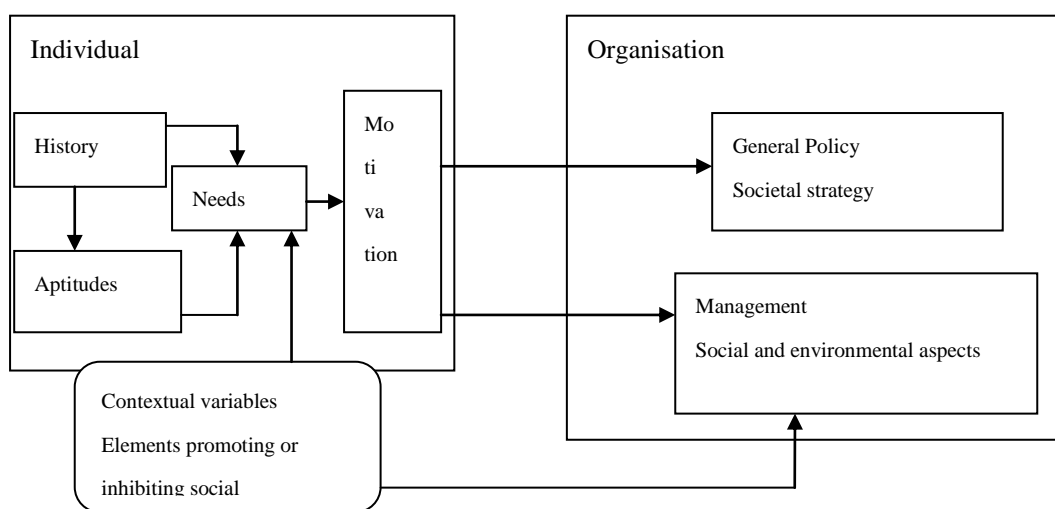 Individual
Organisation
History
Mo
ti
va
tion
General Policy
Societal strategy
Needs
Aptitudes
Management
Social and environmental aspects
Contextual variables
Elements promoting or
inhibiting social